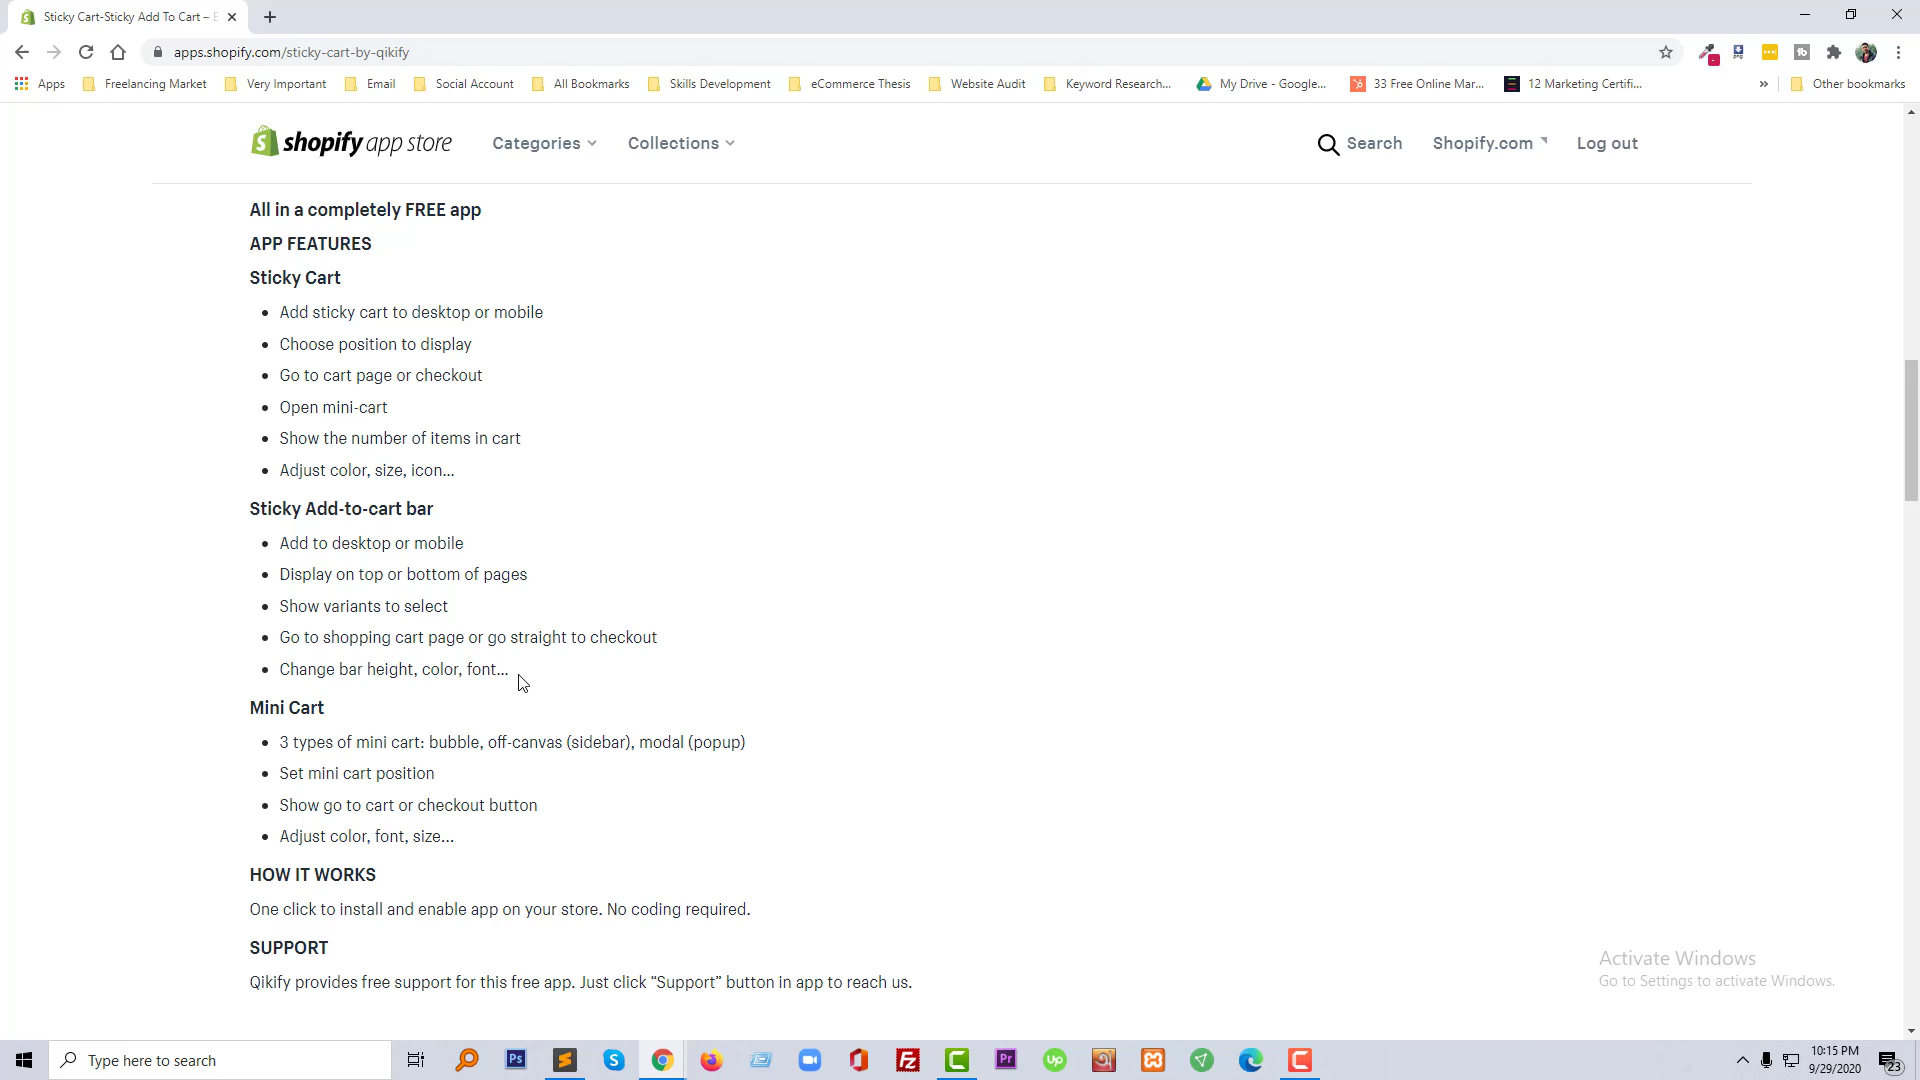 Sticky Cart-Sticky Add To Cart –
apps.shopify.com/sticky-cart-by-qikify
Apps Freelancing Market Very Important Email Social Account All Bookmarks Skills Development eCommerce Thesis Website Audit Keyword Research... My Drive - Google... 33 Free Online Mar... 12 Marketing Certifi... » Other bookmarks
shopify app store Categories Collections Search Shopify.com Log out
All in a completely FREE app
APP FEATURES
Sticky Cart
• Add sticky cart to desktop or mobile
• Choose position to display
• Go to cart page or checkout
• Open mini-cart
• Show the number of items in cart
• Adjust color, size, icon...
Sticky Add-to-cart bar
• Add to desktop or mobile
• Display on top or bottom of pages
• Show variants to select
• Go to shopping cart page or go straight to checkout
• Change bar height, color, font...
Mini Cart
• 3 types of mini cart: bubble, off-canvas (sidebar), modal (popup)
• Set mini cart position
• Show go to cart or checkout button
• Adjust color, font, size...
HOW IT WORKS
One click to install and enable app on your store. No coding required.
SUPPORT
Qikify provides free support for this free app. Just click “Support” button in app to reach us.
Activate Windows
Go to Settings to activate Windows.
Type here to search
Ps
Pr
up
10:15 PM
9/29/2020
23